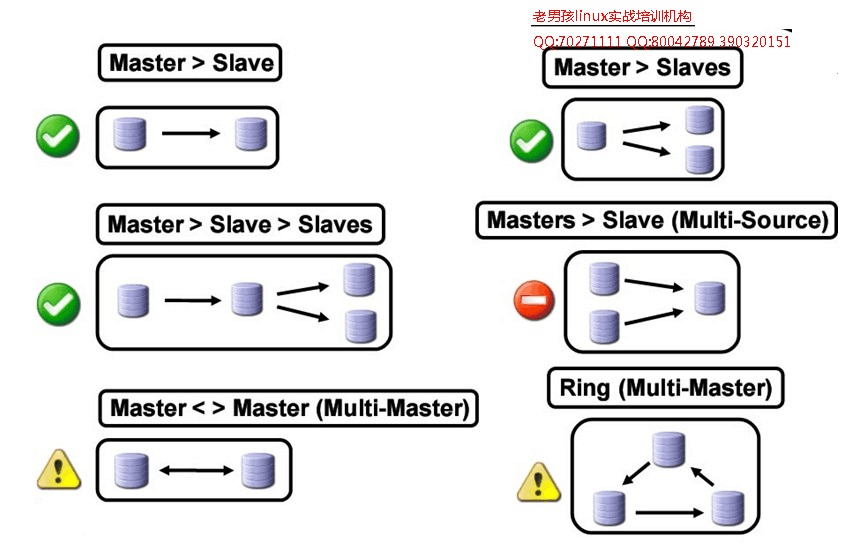 老男孩linux实战培训机构
QQ:70271111 QQ:80042789 390320151
Master > Slave
Master > Slaves
Master > Slave > Slaves
Masters > Slave (Multi-Source)
Master < > Master (Multi-Master)
Ring (Multi-Master)